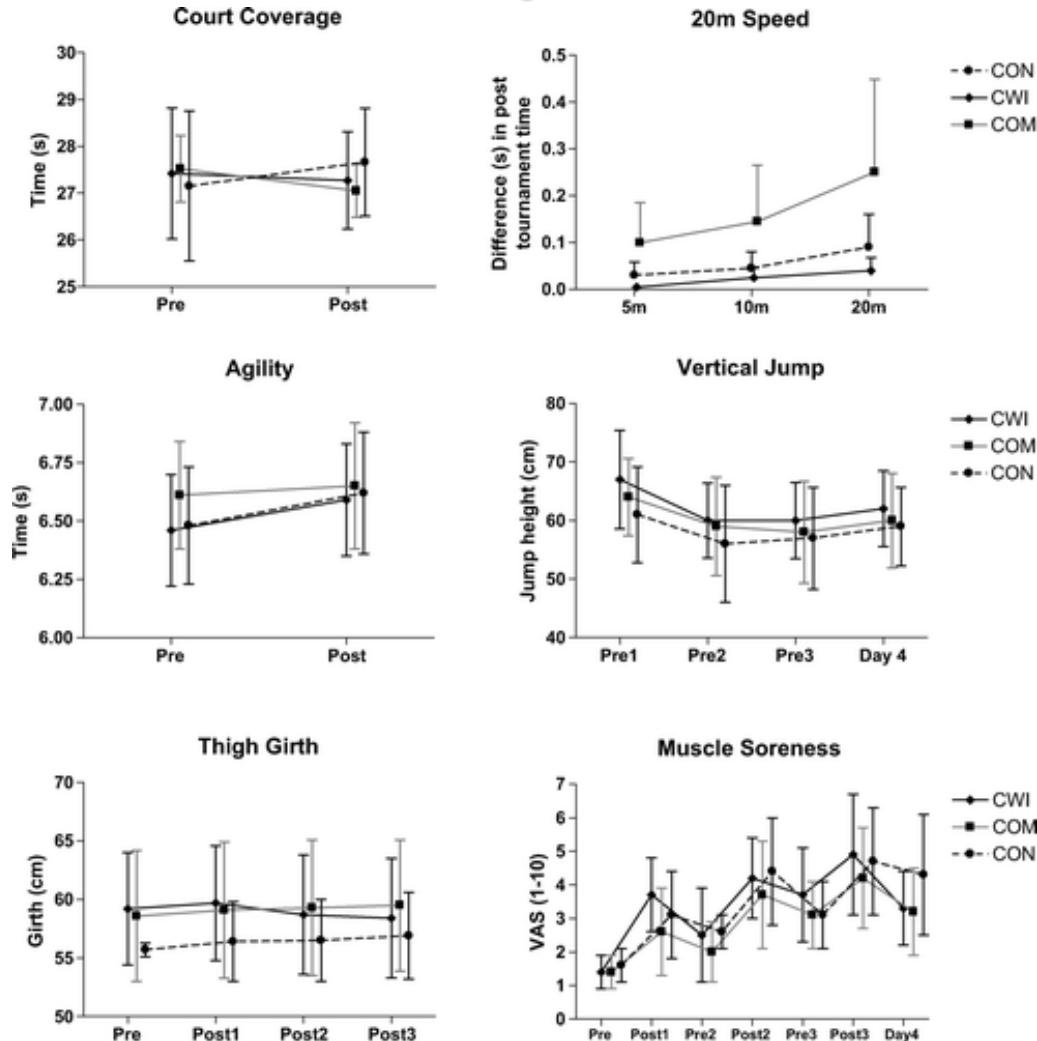 Court Coverage
Time (s)
30
29
28
27
26
25
Pre Post
20m Speed
Difference (s) in post
tournament time
0.5
0.4
0.3
0.2
0.1
0.0
5m 10m 20m
CON
CWI
COM
Agility
Time (s)
7.00
6.75
6.50
6.25
6.00
Pre Post
Vertical Jump
Jump height (cm)
80
70
60
50
40
Pre1 Pre2 Pre3 Day 4
CWI
COM
CON
Thigh Girth
Girth (cm)
70
65
60
55
50
Pre Post1 Post2 Post3
Muscle Soreness
VAS (1-10)
7
6
5
4
3
2
1
0
Pre Post1 Pre2 Post2 Pre3 Post3 Day4
CWI
COM
CON